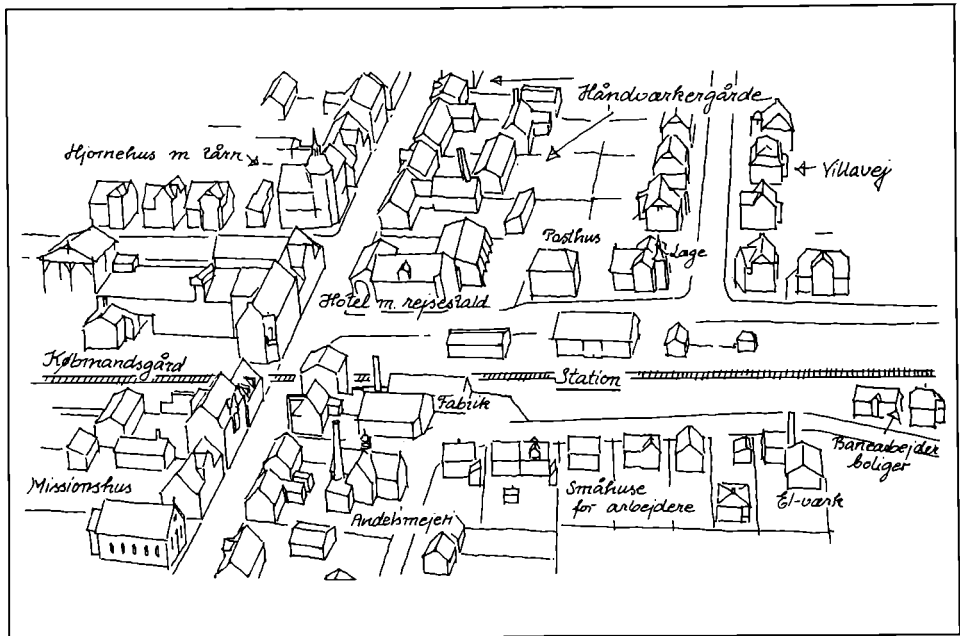 Håndværkergårde
Hjørnehus m. tårn
Villavej
Posthus
Læge
Hotel m. rejsestald
Købmandsgård
Station
Fabrik
Banearbejder
boliger
Missionshus
Småhuse
for arbejdere
El-værk
Andelsmejeri